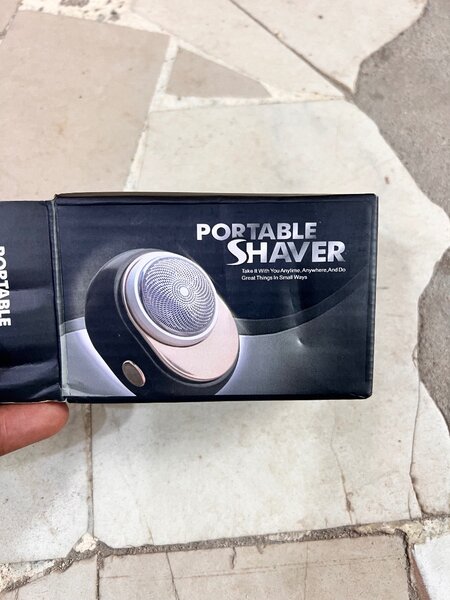 PORTABLE
SHAVER
Take It With You Anytime, Anywhere,And Do
Great Things In Small Ways
PORTABLE